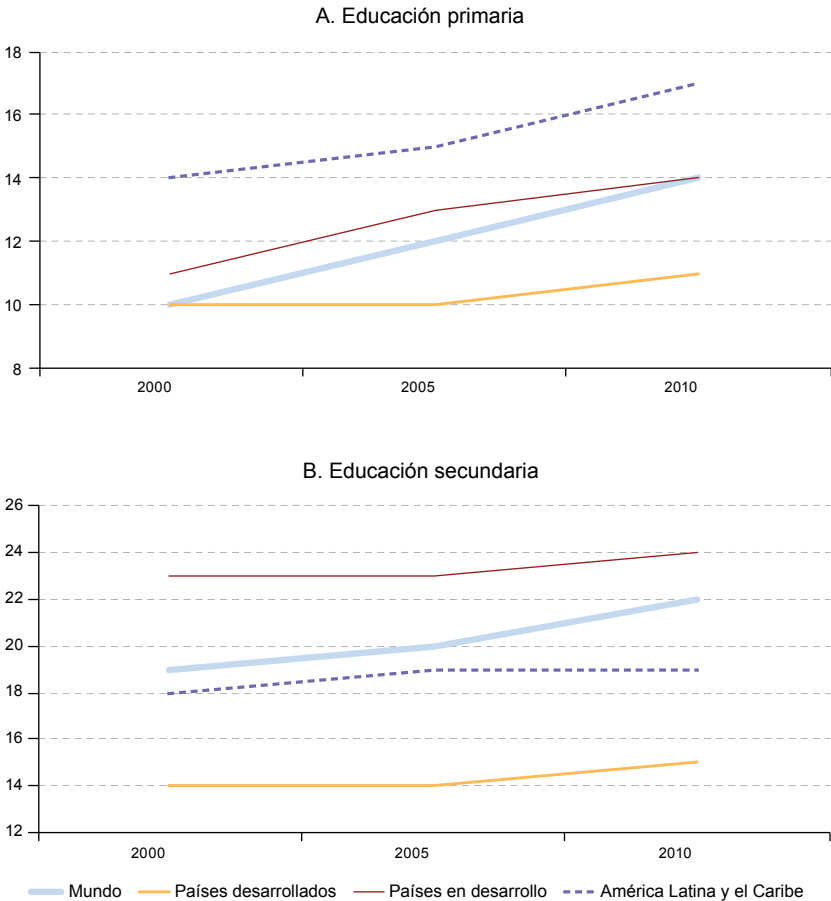 A. Educación primaria
18
16
14
12
10
8
2000 2005 2010
B. Educación secundaria
26
24
22
20
18
16
14
12
2000 2005 2010
Mundo Países desarrollados Países en desarrollo América Latina y el Caribe